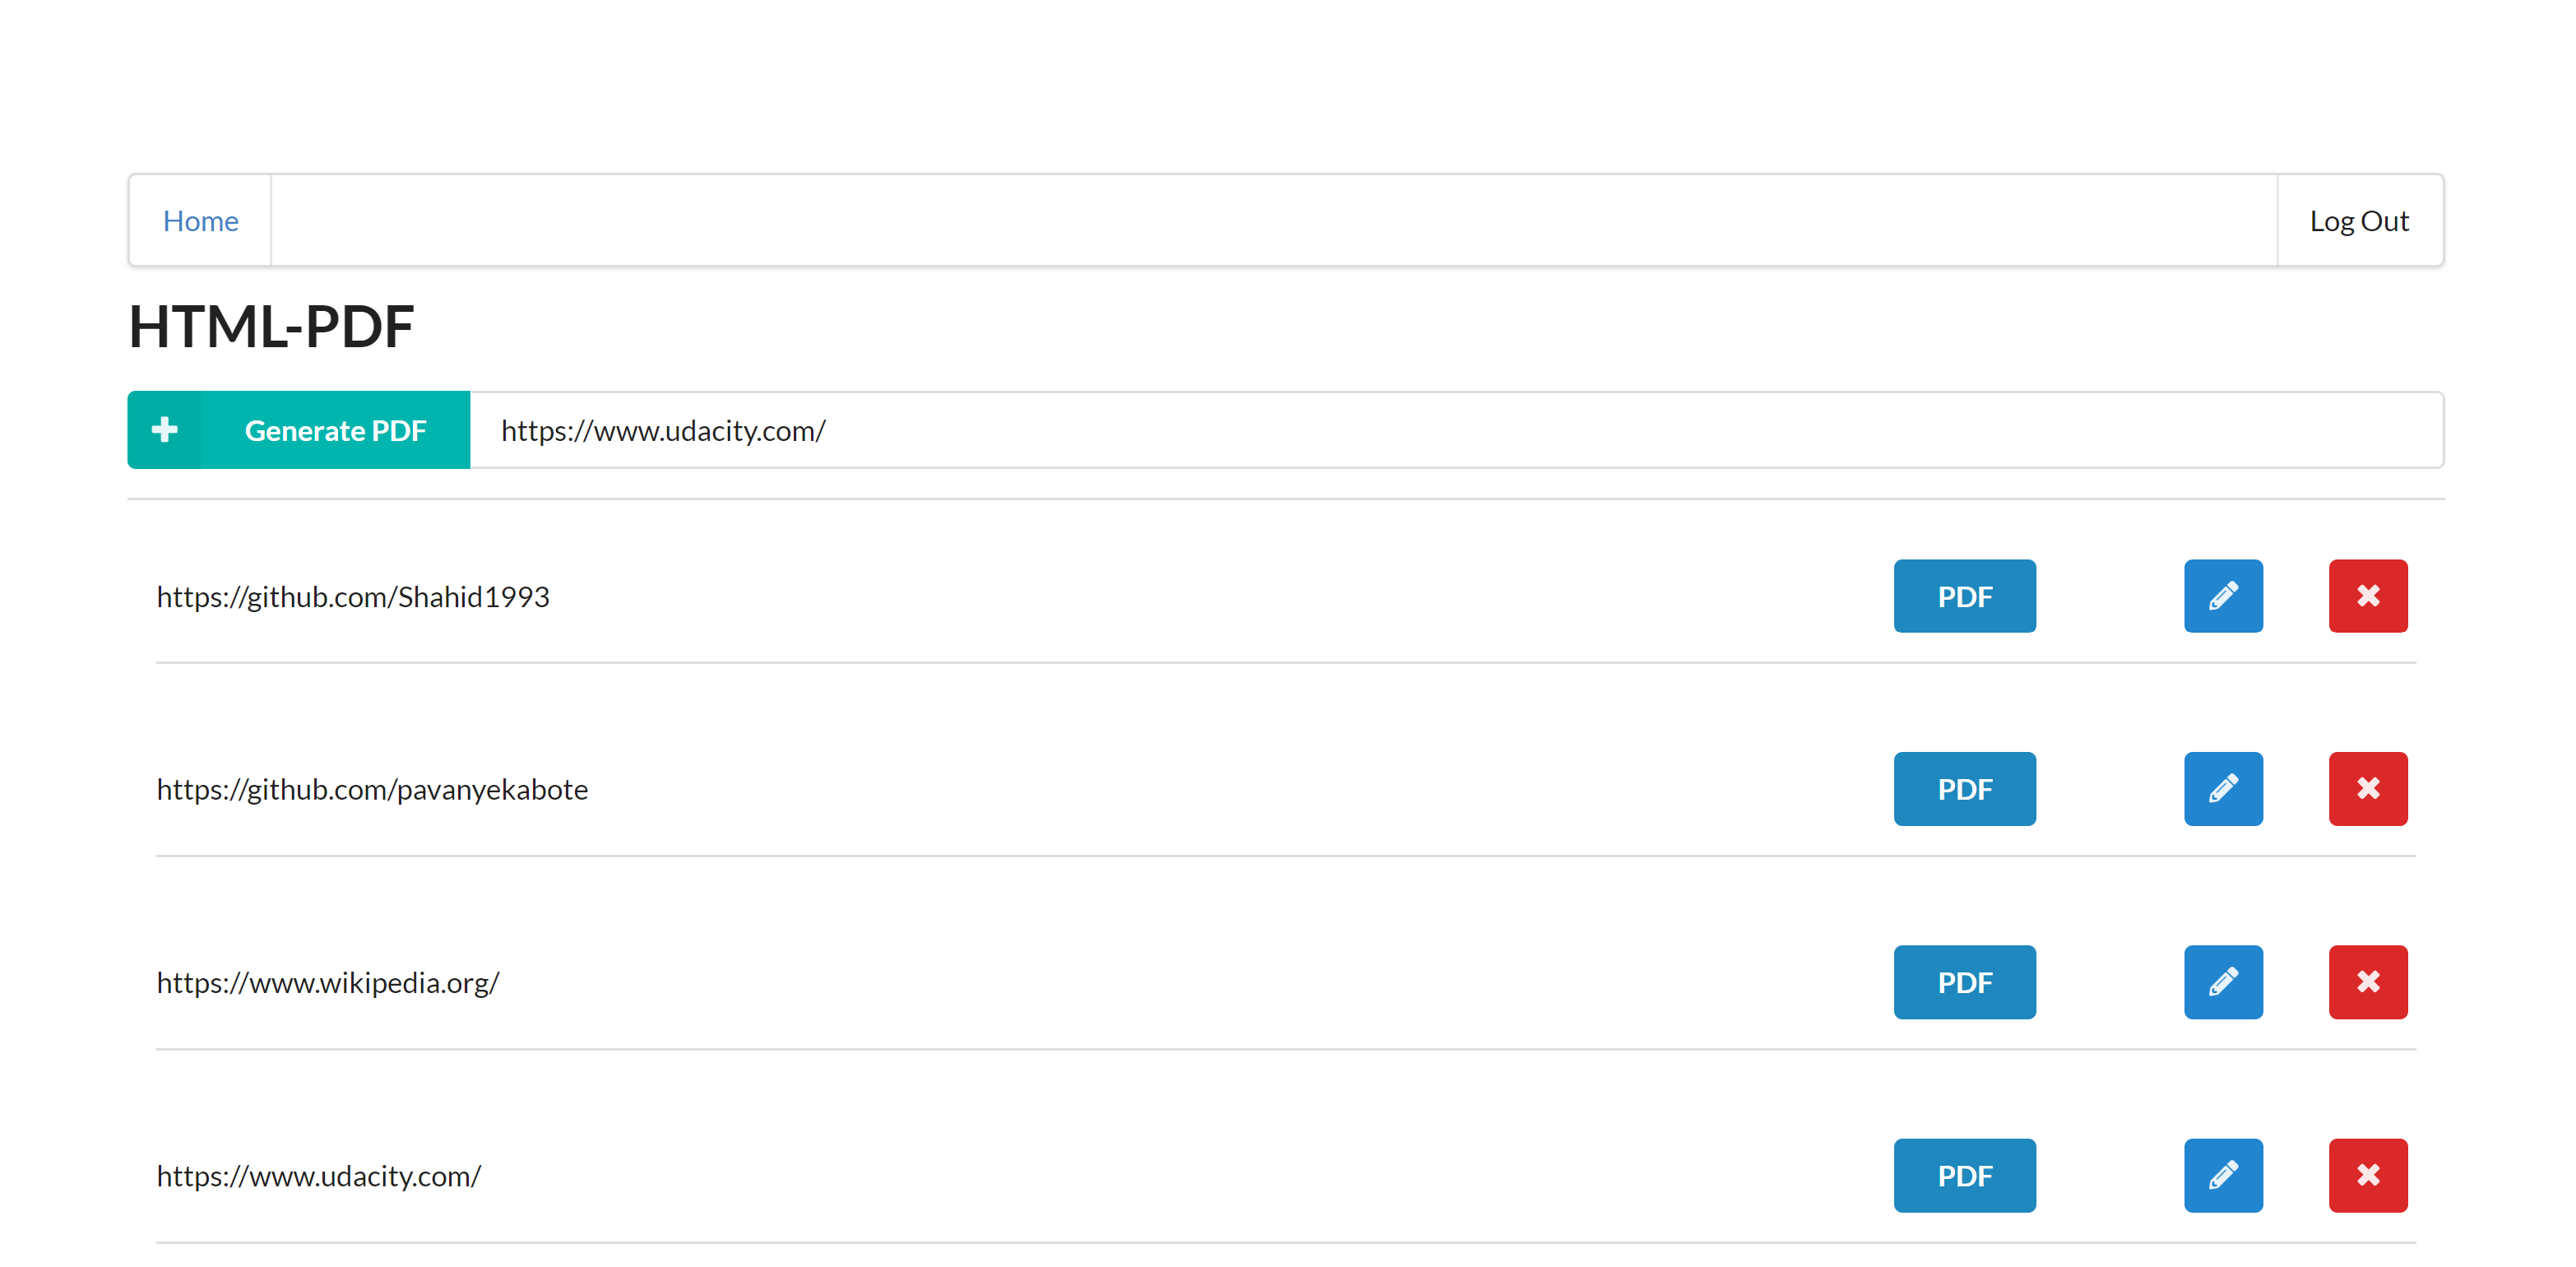 Home Log Out
HTML-PDF
Generate PDF https://www.udacity.com/
https://github.com/Shahid1993 PDF
https://github.com/pavanyekabote PDF
https://www.wikipedia.org/ PDF
https://www.udacity.com/ PDF